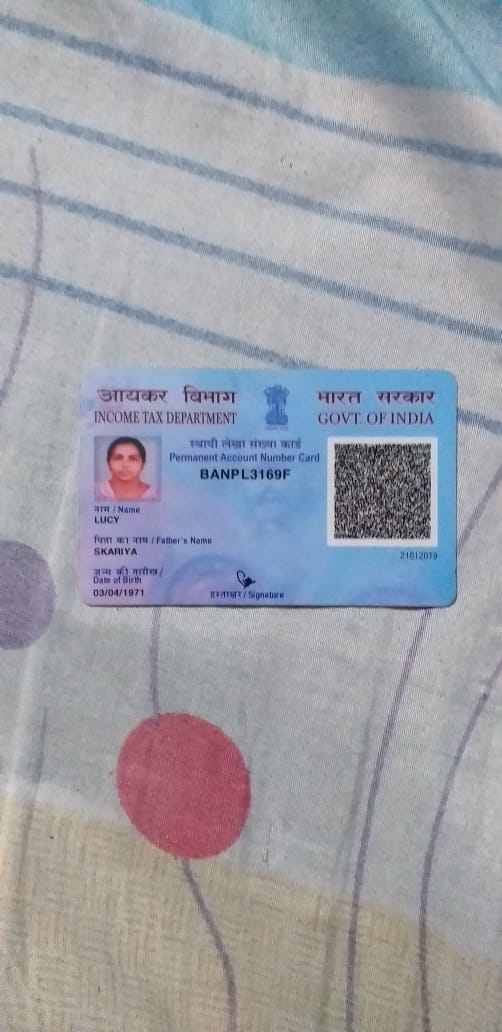 आयकर विभाग
INCOME TAX DEPARTMENT
भारत सरकार
GOVT. OF INDIA
स्थायी लेखा संख्या कार्ड
Permanent Account Number Card
BANPL3169F
नाम / Name
LUCY
पिता का नाम / Father's Name
SKARIYA
जन्म की तारीख /
Date of Birth
03/04/1971
हस्ताक्षर / Signature
21012019